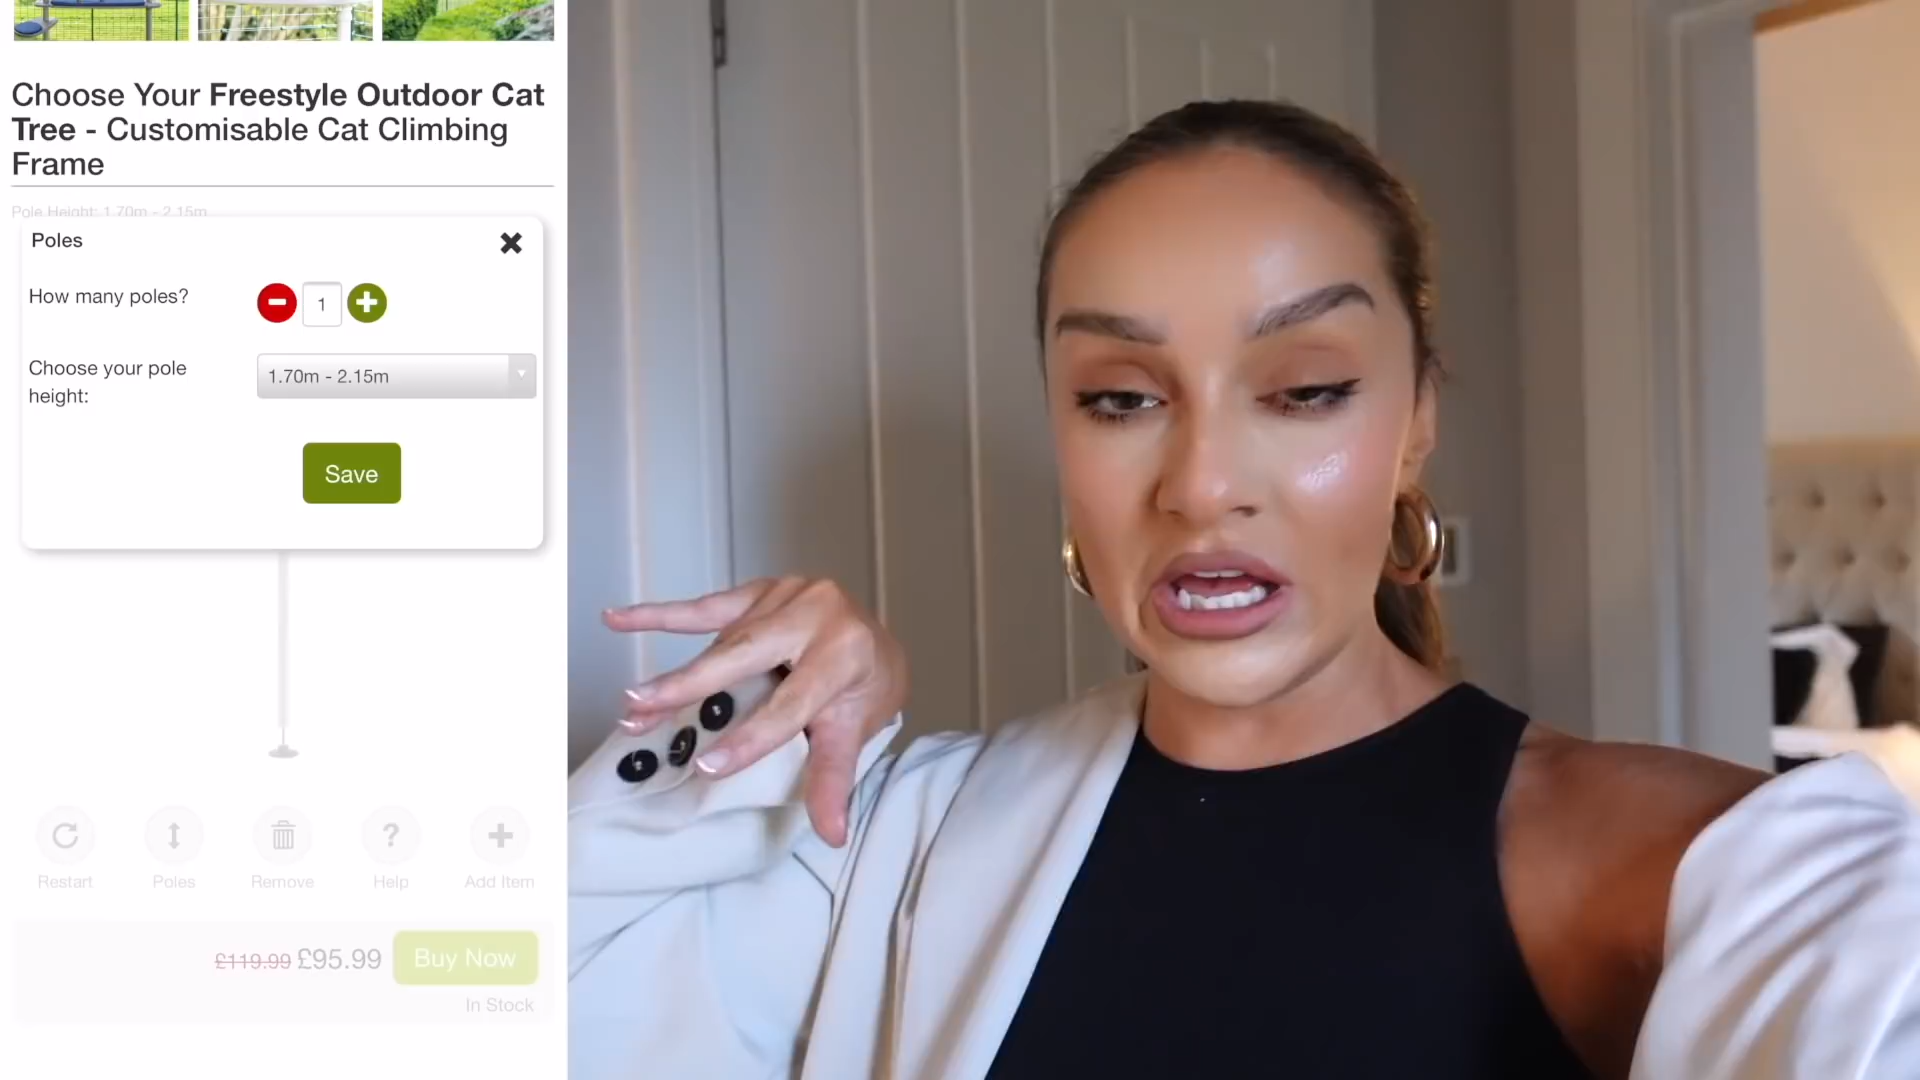 Choose Your Freestyle Outdoor Cat
Tree - Customisable Cat Climbing
Frame
Pole Height: 1.70m - 2.15m
Poles
How many poles?
1
Choose your pole
height:
1.70m - 2.15m
Save
Restart
Poles
Remove
Help
Add Item
£119.99 £95.99
Buy Now
In Stock